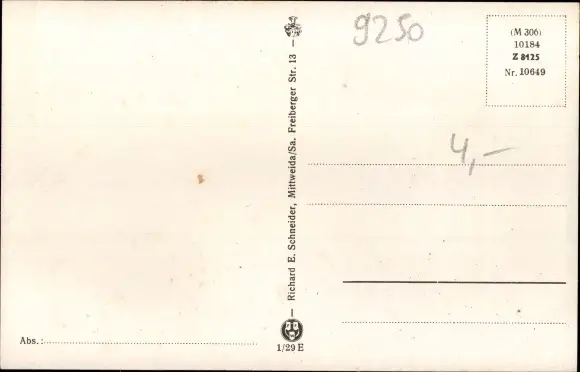 9250
(M 306)
10184
Z 8125
Nr. 10649
4,–
— Richard E. Schneider, Mittweida/Sa. Freiberger Str. 13 —
Abs.:
1/29 E